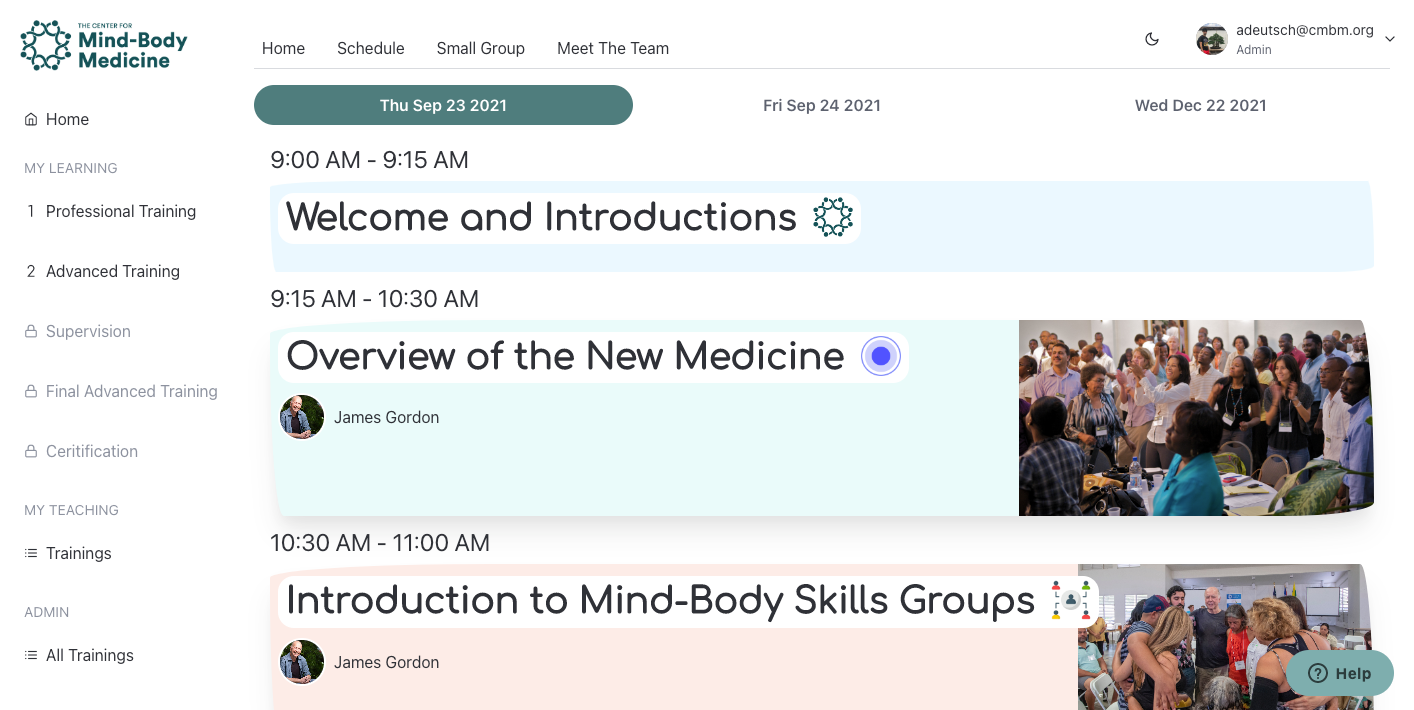 THE CENTER FOR
Mind-Body
Medicine
Home Schedule Small Group Meet The Team
adeutsch@cmbm.org
Admin
Home
MY LEARNING
1 Professional Training
2 Advanced Training
Supervision
Final Advanced Training
Ceritification
MY TEACHING
Trainings
ADMIN
All Trainings
Thu Sep 23 2021 Fri Sep 24 2021 Wed Dec 22 2021
9:00 AM - 9:15 AM
Welcome and Introductions
9:15 AM - 10:30 AM
Overview of the New Medicine
James Gordon
10:30 AM - 11:00 AM
Introduction to Mind-Body Skills Groups
James Gordon
Help